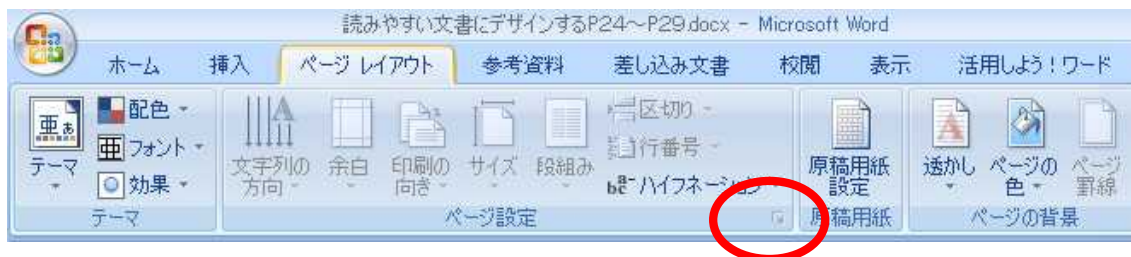 読みやすい文書にデザインするP24～P29.docx - Microsoft Word
ホーム 挿入 ページ レイアウト 参考資料 差し込み文書 校閲 表示 活用しよう！ワード
亜あ
テーマ
配色
亜 フォント
効果
テーマ
A
文字列の方向
余白
印刷の向き
サイズ
段組み
区切り
行番号
ハイフネーション
ページ設定
原稿用紙設定
原稿用紙
A
透かし
ページの色
ページ罫線
ページの背景